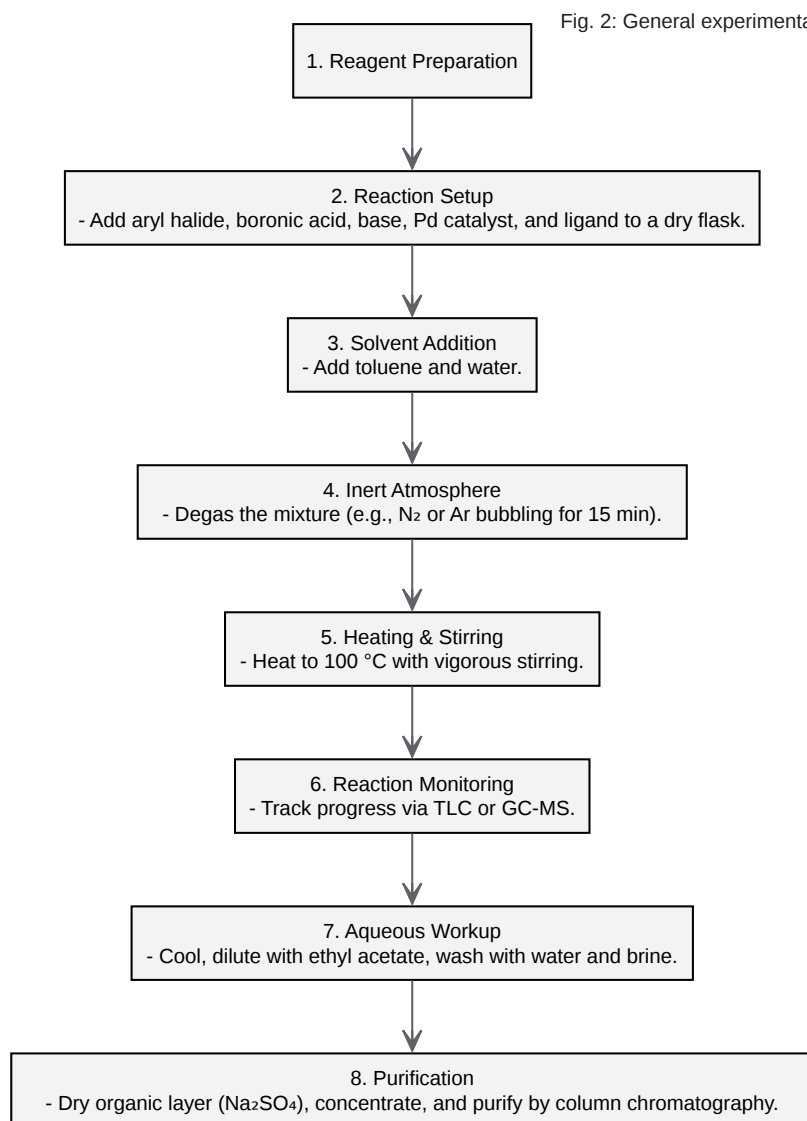 Fig. 2: General experimenta
1. Reagent Preparation
2. Reaction Setup
- Add aryl halide, boronic acid, base, Pd catalyst, and ligand to a dry flask.
3. Solvent Addition
- Add toluene and water.
4. Inert Atmosphere
- Degas the mixture (e.g., N₂ or Ar bubbling for 15 min).
5. Heating & Stirring
- Heat to 100 °C with vigorous stirring.
6. Reaction Monitoring
- Track progress via TLC or GC-MS.
7. Aqueous Workup
- Cool, dilute with ethyl acetate, wash with water and brine.
8. Purification
- Dry organic layer (Na₂SO₄), concentrate, and purify by column chromatography.